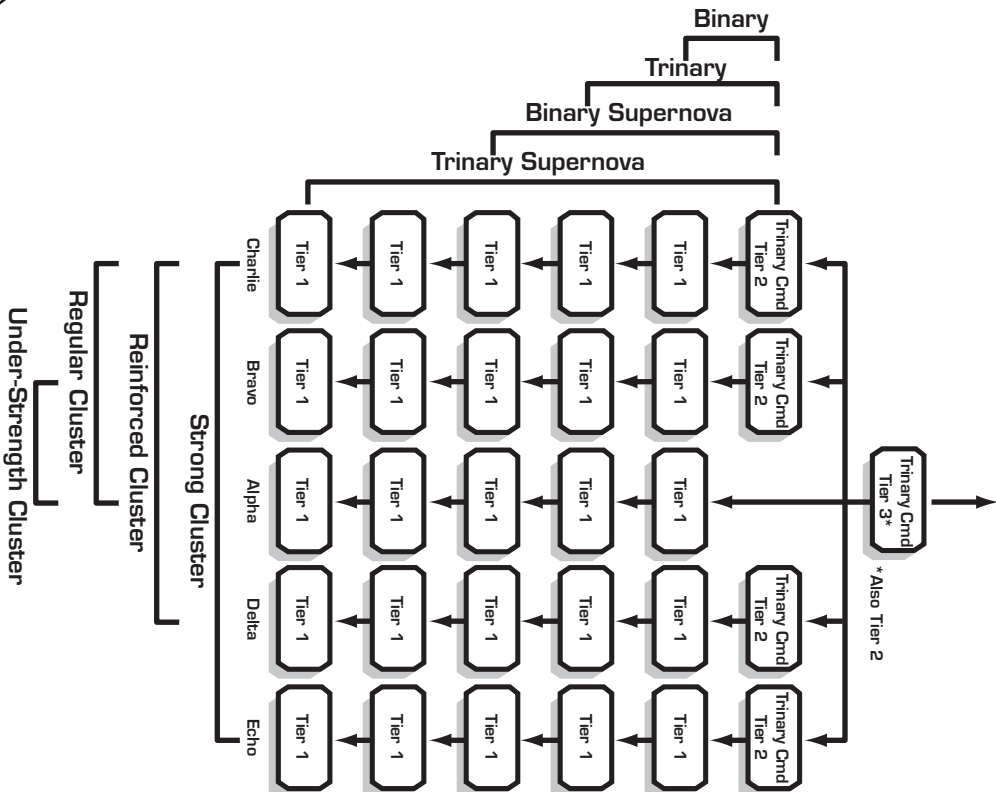 Binary
Trinary
Binary Supernova
Trinary Supernova
Trinary Cmd
Tier 3*
*Also Tier 2
Trinary Cmd
Tier 2
Tier 1
Tier 1
Tier 1
Tier 1
Tier 1
Charlie
Trinary Cmd
Tier 2
Tier 1
Tier 1
Tier 1
Tier 1
Tier 1
Bravo
Tier 1
Tier 1
Tier 1
Tier 1
Tier 1
Alpha
Trinary Cmd
Tier 2
Tier 1
Tier 1
Tier 1
Tier 1
Tier 1
Delta
Trinary Cmd
Tier 2
Tier 1
Tier 1
Tier 1
Tier 1
Tier 1
Echo
Strong Cluster
Reinforced Cluster
Regular Cluster
Under-Strength Cluster